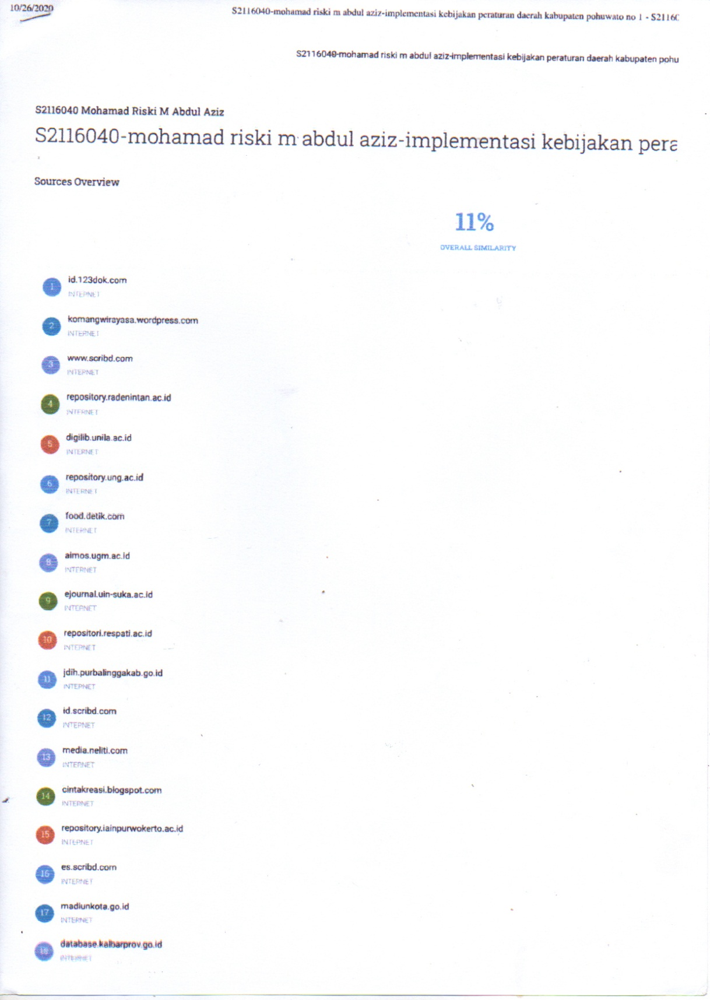 10/26/2020
S2116040-mohamad riski m abdul aziz-implementasi kebijakan peraturan daerah kabupaten pohuwato no 1 - S2116
S2116040-mohamad riski m abdul aziz-implementasi kebijakan peraturan daerah kabupaten pohu
S2116040 Mohamad Riski M Abdul Aziz
S2116040-mohamad riski m abdul aziz-implementasi kebijakan pera
Sources Overview
11%
OVERALL SIMILARITY
1 id.123dok.com
INTERNET
2 komangwirayasa.wordpress.com
INTERNET
3 www.scribd.com
INTERNET
4 repository.radenintan.ac.id
INTERNET
5 digilib.unila.ac.id
INTERNET
6 repository.ung.ac.id
INTERNET
7 food.detik.com
INTERNET
8 aimos.ugm.ac.id
INTERNET
9 ejournal.uin-suka.ac.id
INTERNET
10 repositori.respati.ac.id
INTERNET
11 jdih.purbalinggakab.go.id
INTERNET
12 id.scribd.com
INTERNET
13 media.neliti.com
INTERNET
14 cintakreasi.blogspot.com
INTERNET
15 repository.iainpurwokerto.ac.id
INTERNET
16 es.scribd.com
INTERNET
17 madiunkota.go.id
INTERNET
18 database.kalbarprov.go.id
INTERNET